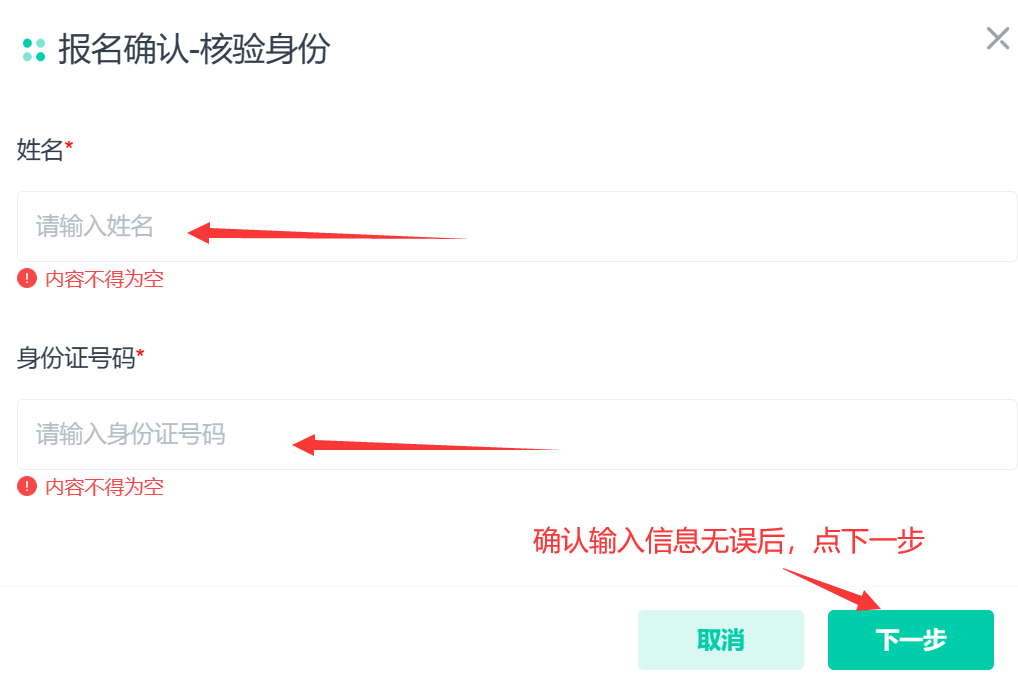 报名确认-核验身份
姓名*
请输入姓名
内容不得为空
身份证号码*
请输入身份证号码
内容不得为空
确认输入信息无误后，点下一步
取消
下一步